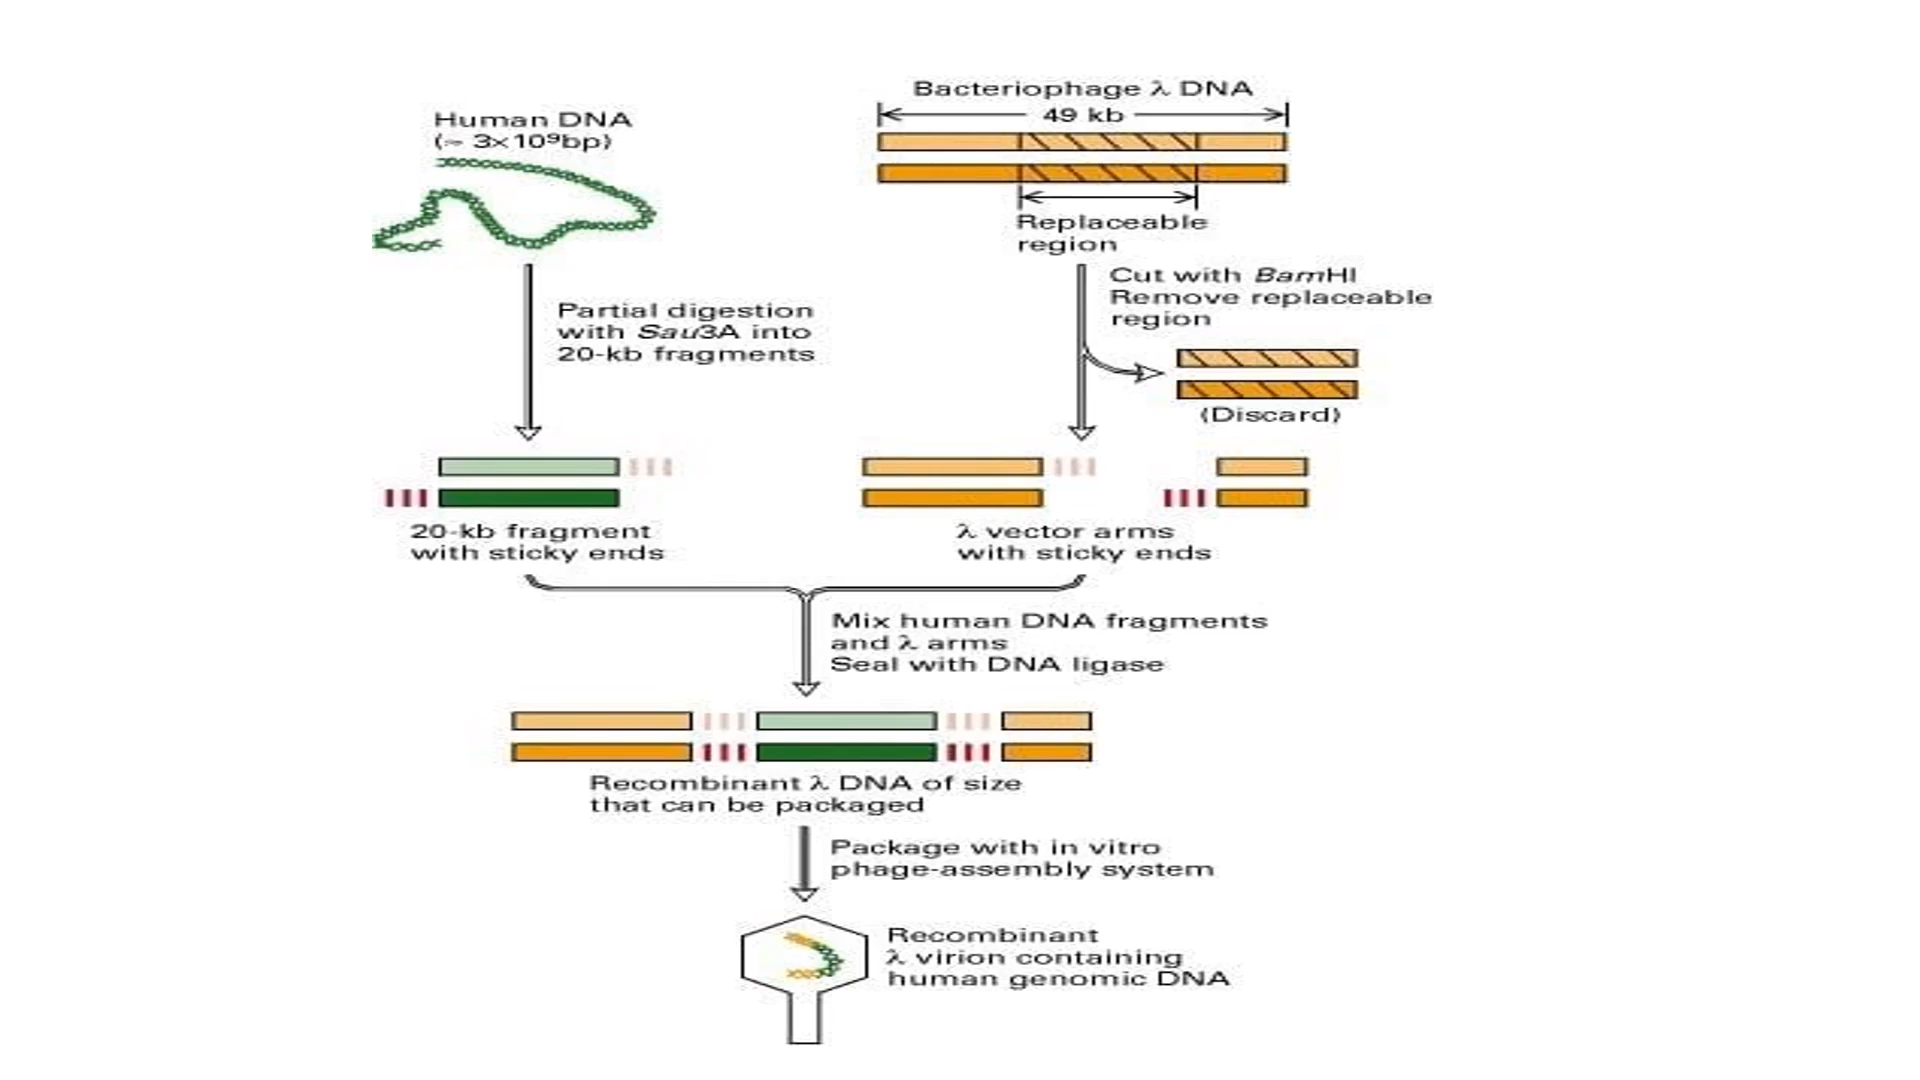 Human DNA
(~ 3×10⁹bp)
Bacteriophage λ DNA
49 kb
Replaceable
region
Partial digestion
with Sau3A into
20-kb fragments
Cut with BamHI
Remove replaceable
region
(Discard)
20-kb fragment
with sticky ends
λ vector arms
with sticky ends
Mix human DNA fragments
and λ arms
Seal with DNA ligase
Recombinant λ DNA of size
that can be packaged
Package with in vitro
phage-assembly system
Recombinant
λ virion containing
human genomic DNA